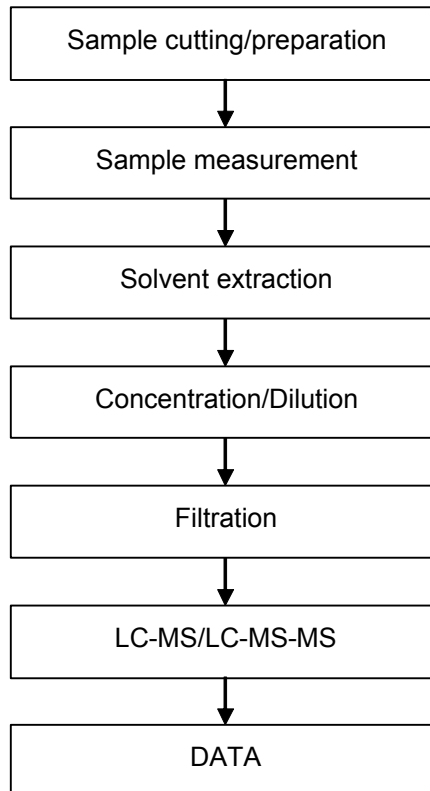 Sample cutting/preparation
Sample measurement
Solvent extraction
Concentration/Dilution
Filtration
LC-MS/LC-MS-MS
DATA